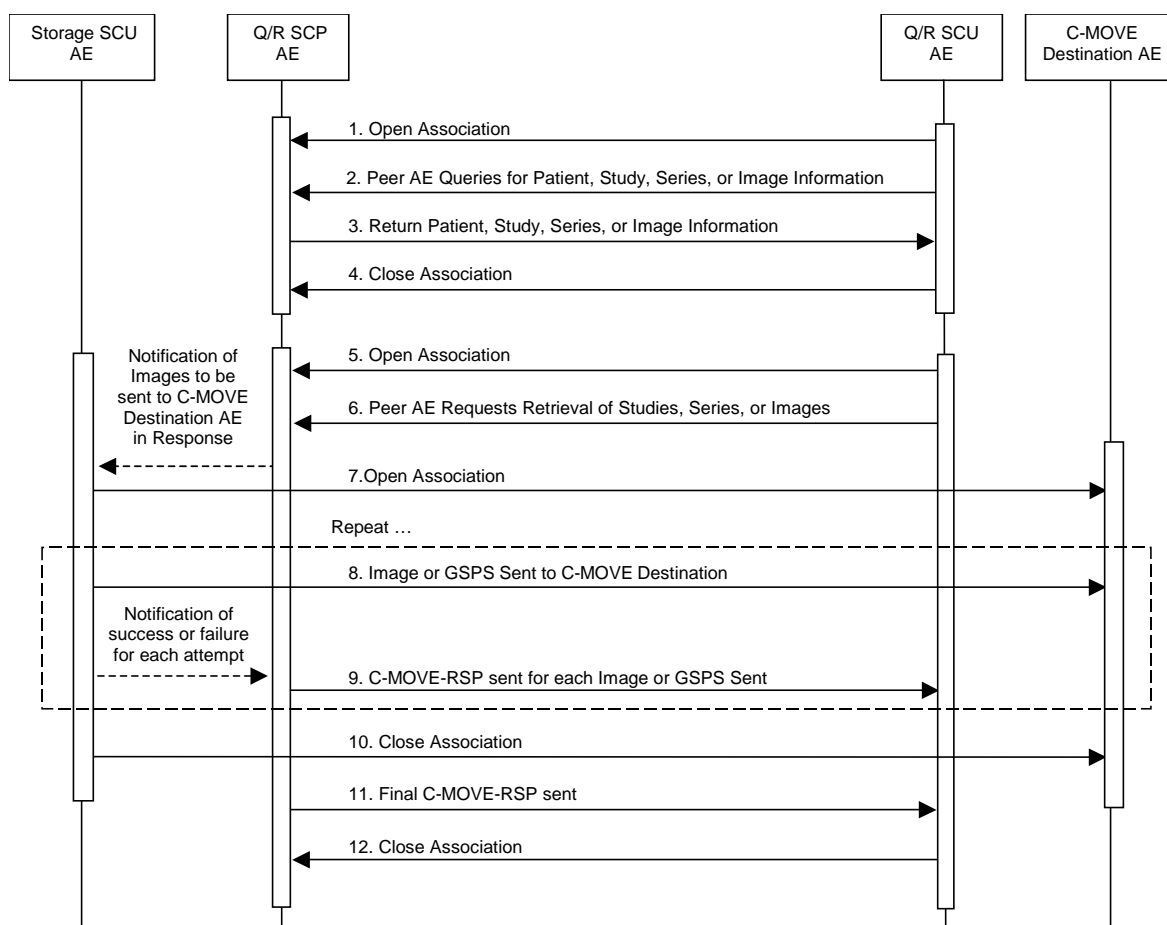 Storage SCU
AE
Q/R SCP
AE
Q/R SCU
AE
C-MOVE
Destination AE
1. Open Association
2. Peer AE Queries for Patient, Study, Series, or Image Information
3. Return Patient, Study, Series, or Image Information
4. Close Association
Notification of
Images to be
sent to C-MOVE
Destination AE
in Response
5. Open Association
6. Peer AE Requests Retrieval of Studies, Series, or Images
7.Open Association
Repeat …
8. Image or GSPS Sent to C-MOVE Destination
Notification of
success or failure
for each attempt
9. C-MOVE-RSP sent for each Image or GSPS Sent
10. Close Association
11. Final C-MOVE-RSP sent
12. Close Association